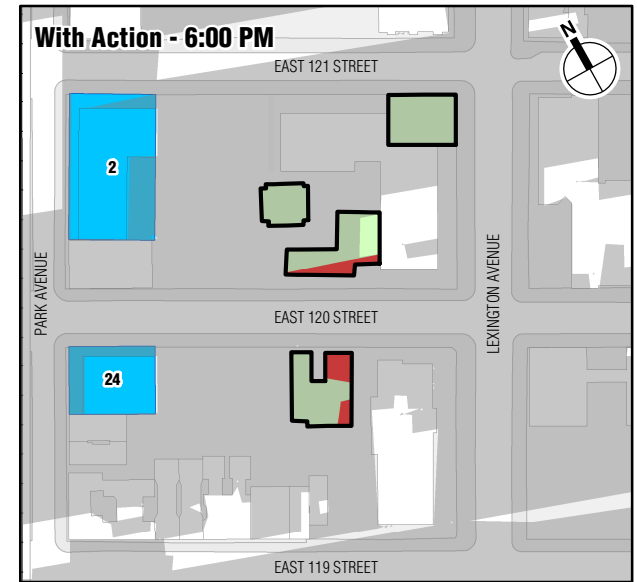 With Action - 6:00 PM
N
EAST 121 STREET
2
PARK AVENUE
LEXINGTON AVENUE
EAST 120 STREET
24
EAST 119 STREET